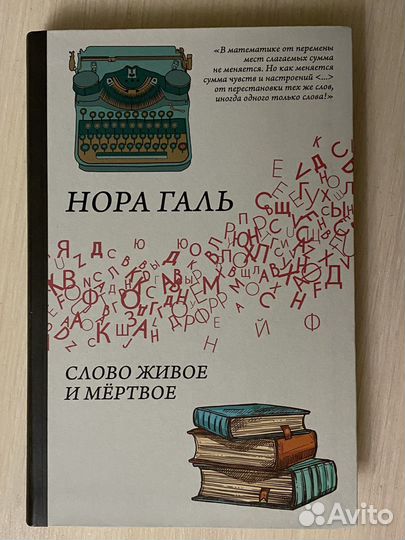 «В математике от перемены
мест слагаемых сумма
не меняется. Но как меняется
сумма чувств и настроений <...>
от перестановки тех же слов,
иногда одного только слова!»
НОРА ГАЛЬ
СЛОВО ЖИВОЕ
И МЁРТВОЕ
Avito